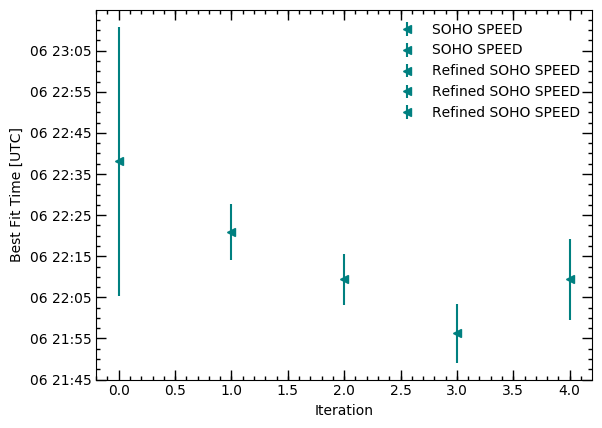 SOHO SPEED
SOHO SPEED
Refined SOHO SPEED
Refined SOHO SPEED
Refined SOHO SPEED
06 23:05
06 22:55
06 22:45
06 22:35
06 22:25
06 22:15
06 22:05
06 21:55
06 21:45
Best Fit Time [UTC]
0.0 0.5 1.0 1.5 2.0 2.5 3.0 3.5 4.0
Iteration